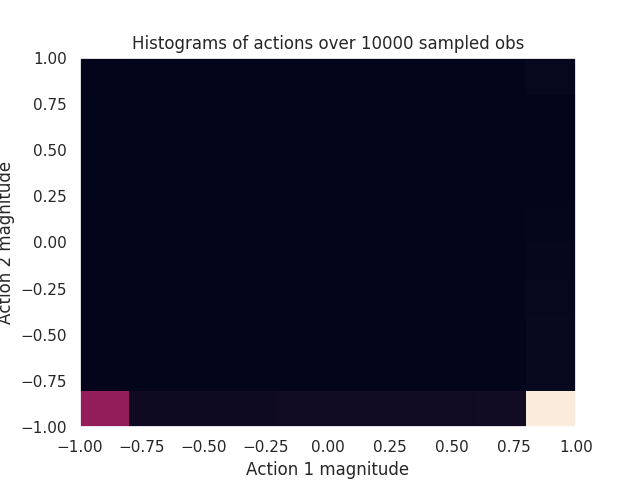 Histograms of actions over 10000 sampled obs
1.00
0.75
0.50
0.25
0.00
−0.25
−0.50
−0.75
−1.00
Action 2 magnitude
−1.00 −0.75 −0.50 −0.25 0.00 0.25 0.50 0.75 1.00
Action 1 magnitude